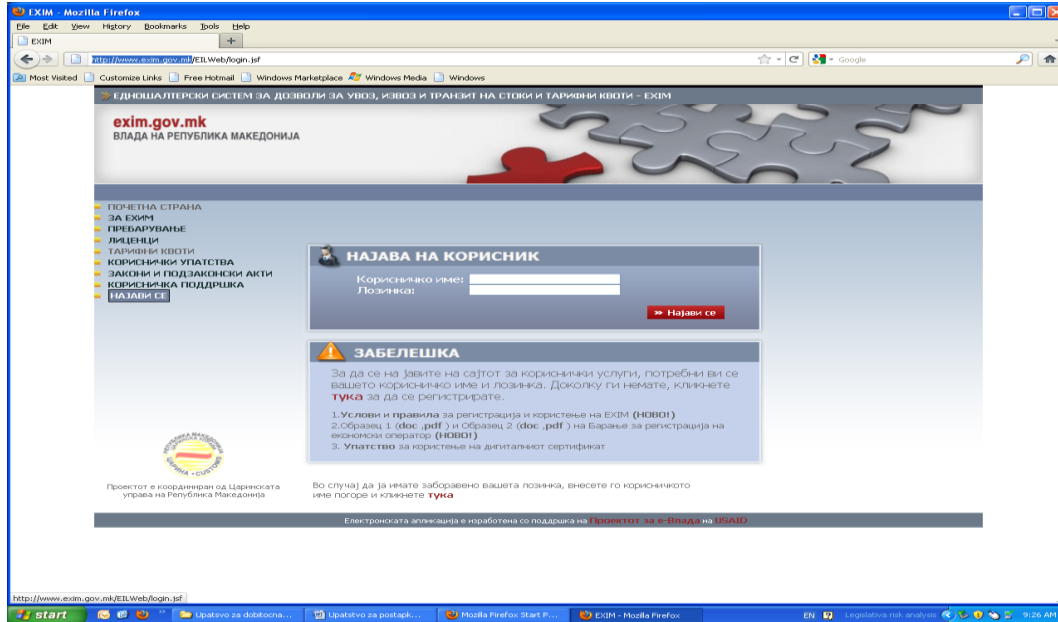 EXIM - Mozilla Firefox
File Edit View History Bookmarks Tools Help
EXIM
http://www.exim.gov.mk/EILWeb/login.jsf
Google
Most Visited Customize Links Free Hotmail Windows Marketplace Windows Media Windows
ЕДНОШАЛТЕРСКИ СИСТЕМ ЗА ДОЗВОЛИ ЗА УВОЗ, ИЗВОЗ И ТРАНЗИТ НА СТОКИ И ТАРИФНИ КВОТИ - EXIM
exim.gov.mk
ВЛАДА НА РЕПУБЛИКА МАКЕДОНИЈА
ПОЧЕТНА СТРАНА
ЗА ЕХИМ
ПРЕБАРУВАЊЕ
ЛИЦЕНЦИ
ТАРИФНИ КВОТИ
КОРИСНИЧКИ УПАТСТВА
ЗАКОНИ И ПОДЗАКОНСКИ АКТИ
КОРИСНИЧКА ПОДДРШКА
НАЈАВИ СЕ
НАЈАВА НА КОРИСНИК
Корисничко име:
Лозинка:
» Најави се
ЗАБЕЛЕШКА
За да се на јавите на сајтот за кориснички услуги, потребни ви се
вашето корисничко име и лозинка. Доколку ги немате, кликнете
тука за да се регистрирате.
1.Услови и правила за регистрација и користење на EXIM (НОВО!)
2.Образец 1 (doc ,pdf ) и Образец 2 (doc ,pdf ) на Барање за регистрација на
економски оператор (НОВО!)
3. Упатство за користење на дигиталниот сертификат
ЦАРИНА • CUSTOMS
Проектот е координиран од Царинската
управа на Република Македонија
Во случај да ја имате заборавено вашета лозинка, внесете го корисничкото
име погоре и кликнете тука
Електронската апликација е изработена со поддршка на Проектот за е-Влада на USAID
http://www.exim.gov.mk/EILWeb/login.jsf
start
Upatsvo za dobitocna...
Upatstvo za postapk...
Mozilla Firefox Start P...
EXIM - Mozilla Firefox
EN
Legislativa risk analysis
9:26 AM